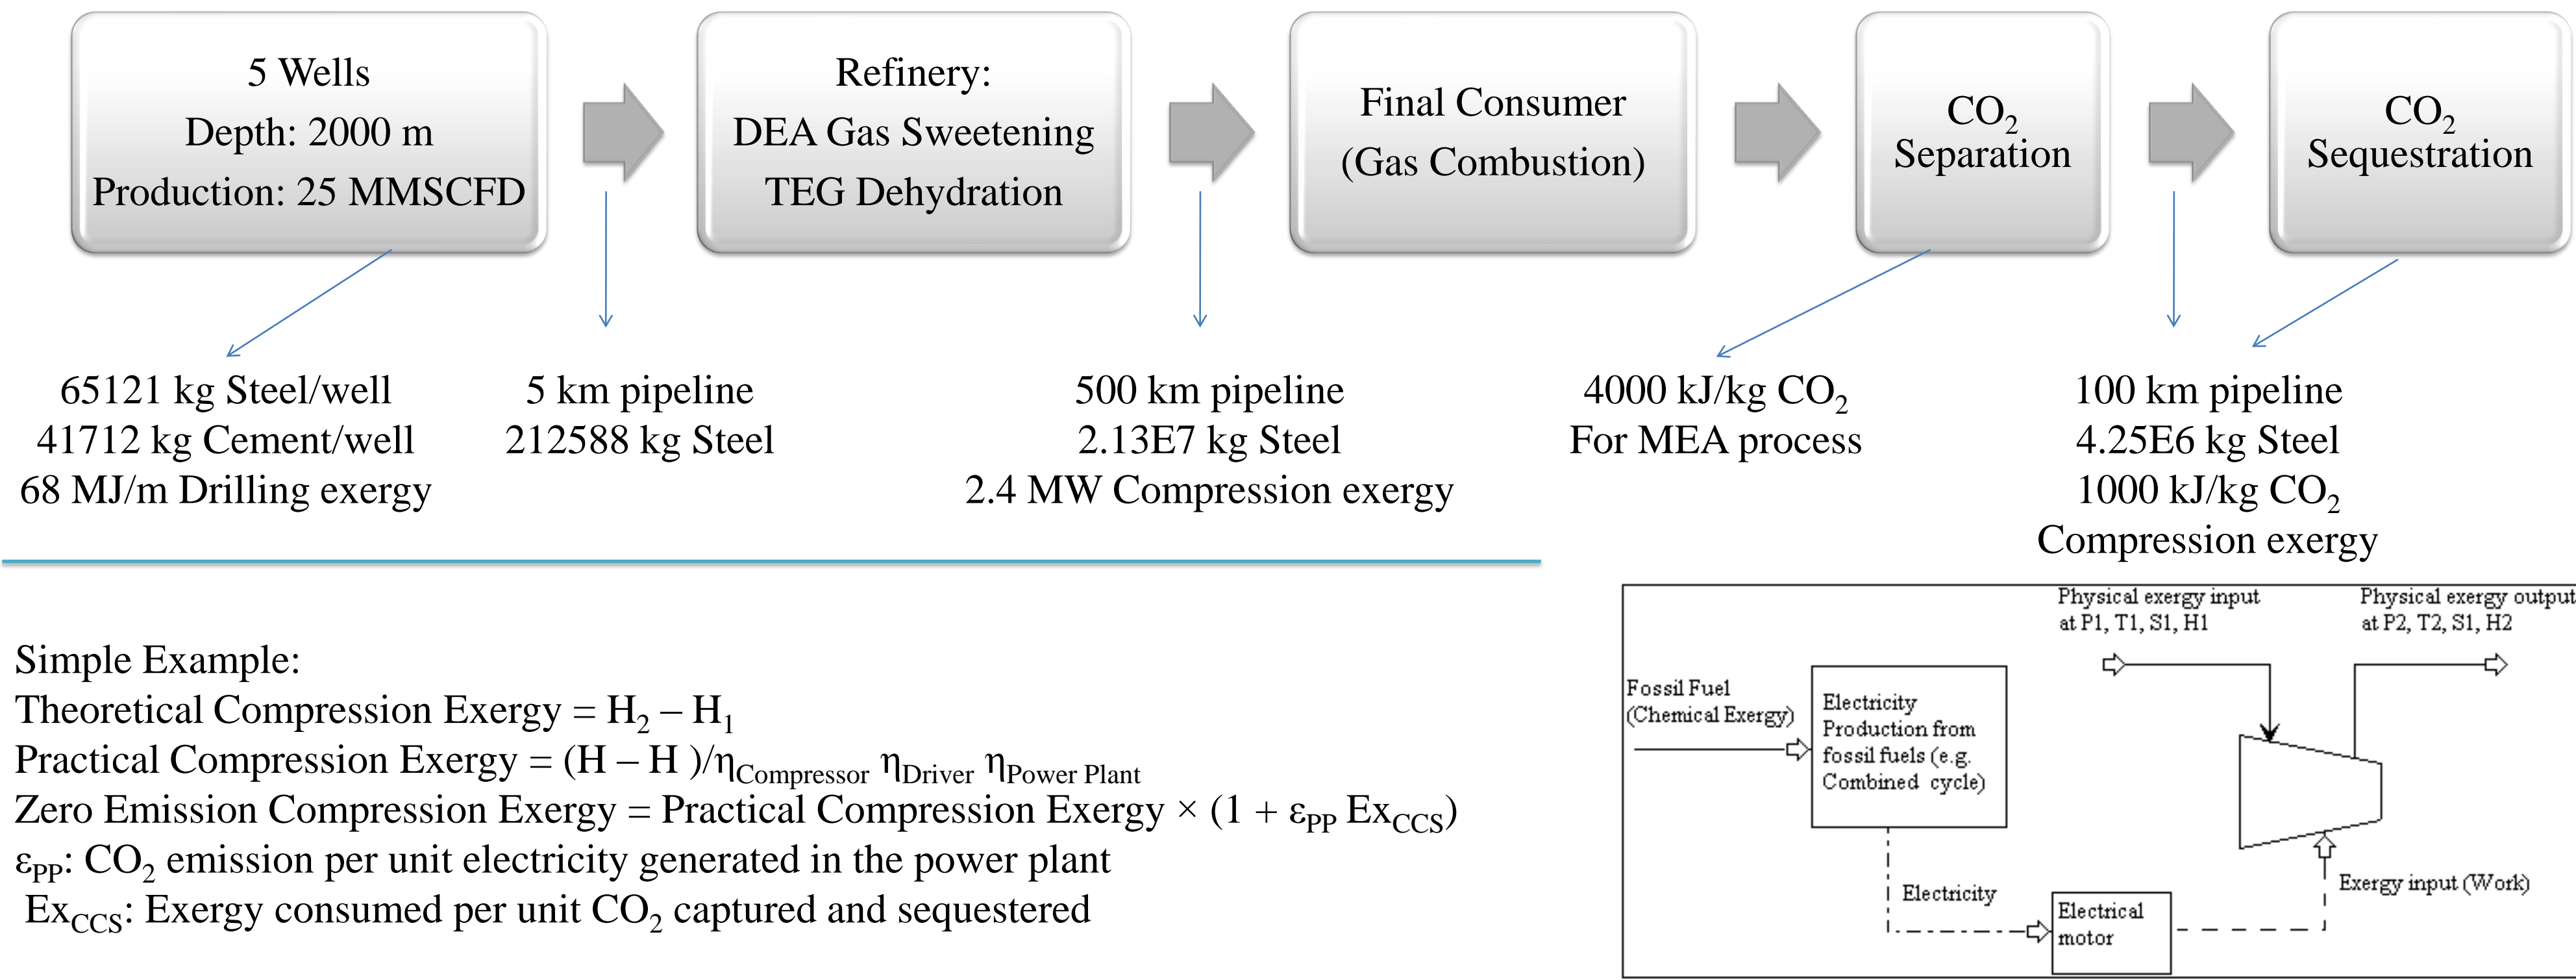 5 Wells
Depth: 2000 m
Production: 25 MMSCFD
Refinery:
DEA Gas Sweetening
TEG Dehydration
Final Consumer
(Gas Combustion)
CO₂
Separation
CO₂
Sequestration
65121 kg Steel/well
41712 kg Cement/well
68 MJ/m Drilling exergy
5 km pipeline
212588 kg Steel
500 km pipeline
2.13E7 kg Steel
2.4 MW Compression exergy
4000 kJ/kg CO₂
For MEA process
100 km pipeline
4.25E6 kg Steel
1000 kJ/kg CO₂
Compression exergy
Simple Example:
Theoretical Compression Exergy = H₂ – H₁
Practical Compression Exergy = (H – H )/η_Compressor η_Driver η_Power Plant
Zero Emission Compression Exergy = Practical Compression Exergy × (1 + ε_PP Ex_CCS)
ε_PP: CO₂ emission per unit electricity generated in the power plant
Ex_CCS: Exergy consumed per unit CO₂ captured and sequestered
Physical exergy input
at P1, T1, S1, H1
Physical exergy output
at P2, T2, S1, H2
Fossil Fuel
(Chemical Exergy)
Electricity
Production from
fossil fuels (e.g.
Combined cycle)
Electricity
Electrical
motor
Exergy input (Work)